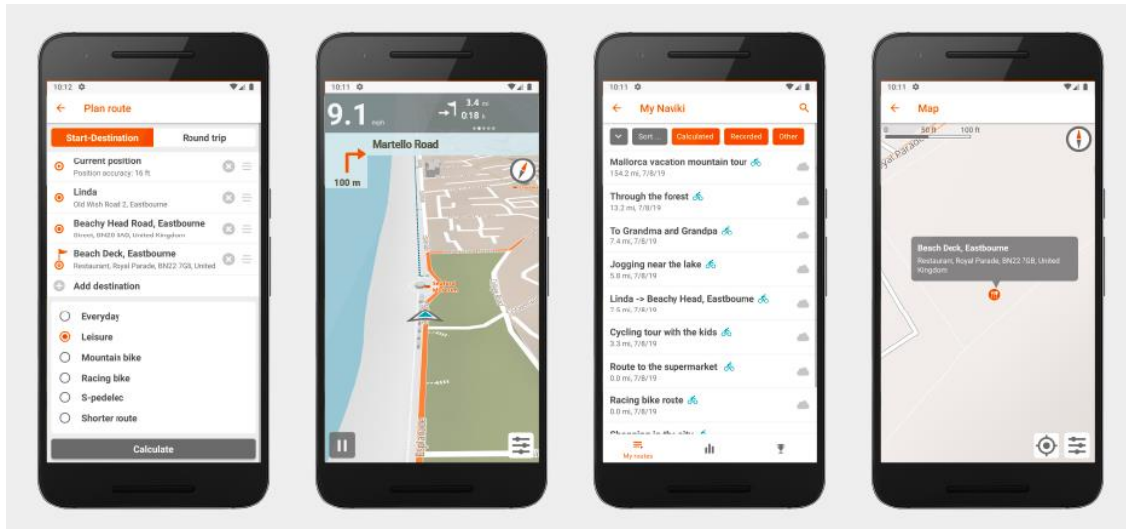 10:12
Plan route
Start-Destination Round trip
Current position
Position accuracy: 16 ft
Linda
Old Wish Road 2, Eastbourne
Beachy Head Road, Eastbourne
Street, BN20 United Kingdom
Beach Deck, Eastbourne
Restaurant, Royal Parade, BN22 7GB, United
Add destination
Everyday
Leisure
Mountain bike
Racing bike
S-pedelec
Shorter route
Calculate
10:11
9.1 mph
3.4 mi
0:18 h
Martello Road
100 m
Esplanade
10:11
My Naviki
Sort ... Calculated Recorded Other
Mallorca vacation mountain tour
154.2 mi, 7/8/19
Through the forest
13.2 mi, 7/8/19
To Grandma and Grandpa
7.4 mi, 7/8/19
Jogging near the lake
5.8 mi, 7/8/19
Linda -> Beachy Head, Eastbourne
7.5 mi, 7/8/19
Cycling tour with the kids
3.3 mi, 7/8/19
Route to the supermarket
0.0 mi, 7/8/19
Racing bike route
0.0 mi, 7/8/19
My routes
10:11
Map
0 50 ft 100 ft
Royal Parade
Beach Deck, Eastbourne
Restaurant, Royal Parade, BN22 7GB, United
Kingdom